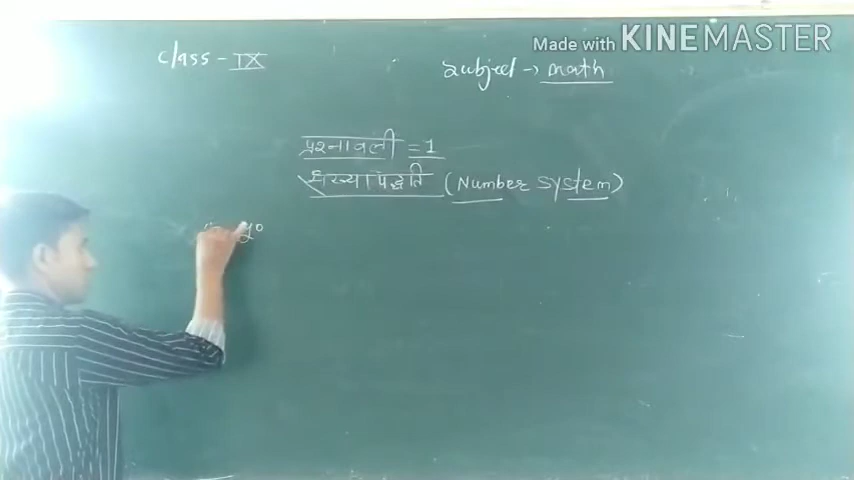 Made with KINEMASTER
Class - IX
Subject → math
प्रश्नावली = 1
संख्या पद्धति (Number System)